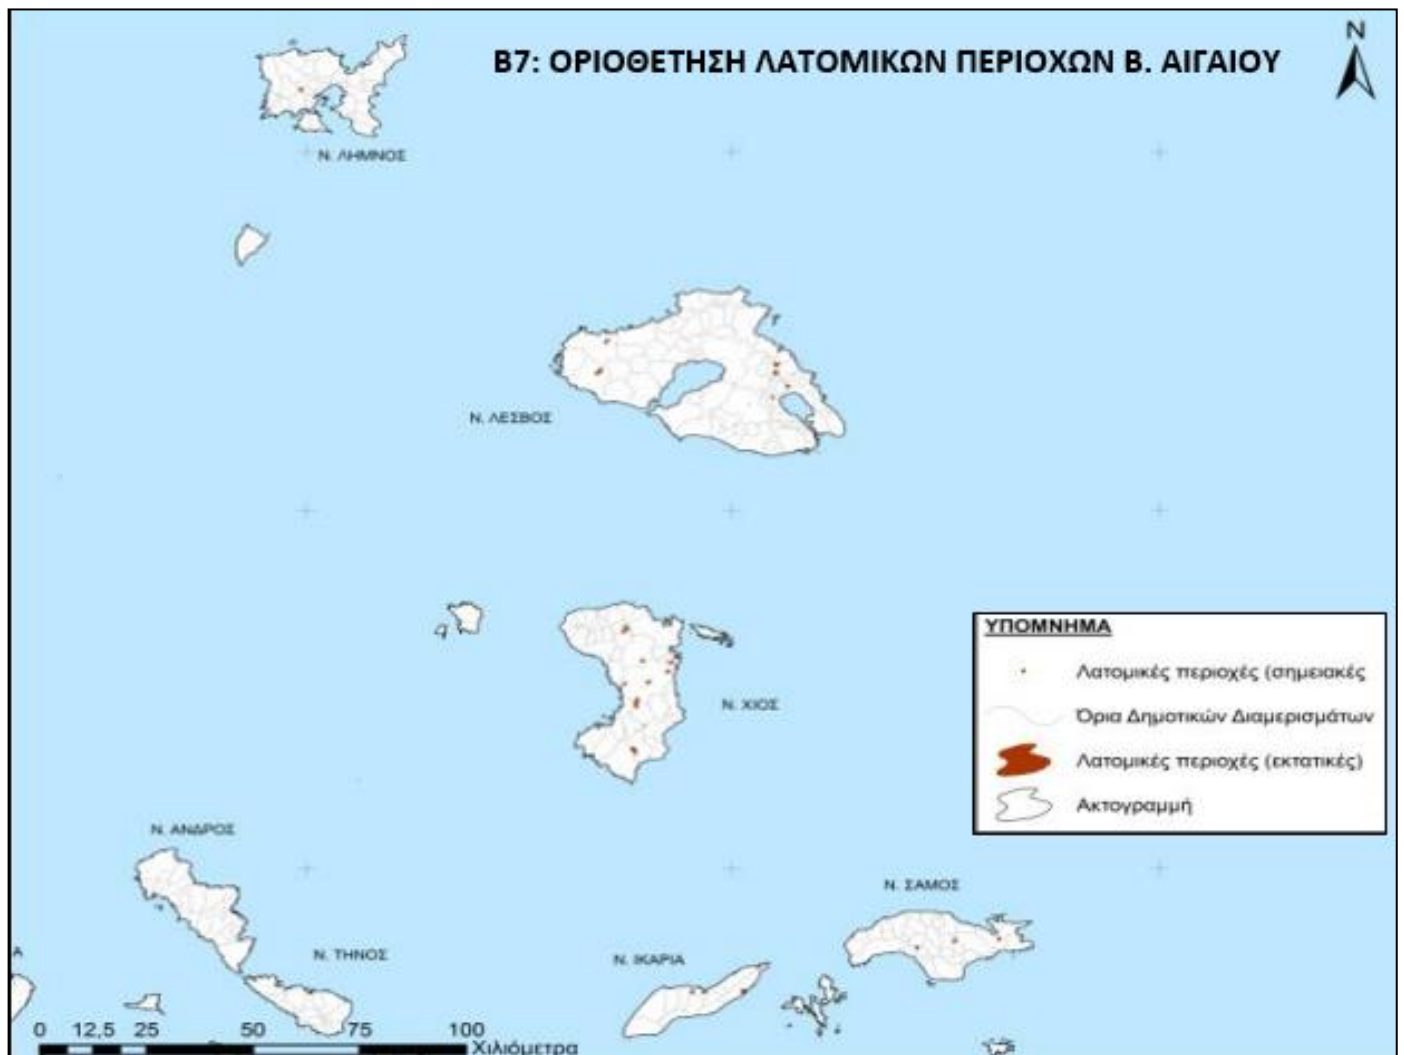 Β7: ΟΡΙΟΘΕΤΗΣΗ ΛΑΤΟΜΙΚΩΝ ΠΕΡΙΟΧΩΝ Β. ΑΙΓΑΙΟΥ
N
Ν. ΛΗΜΝΟΣ
Ν. ΛΕΣΒΟΣ
Ν. ΧΙΟΣ
ΥΠΟΜΝΗΜΑ
Λατομικές περιοχές (σημειακές
Όρια Δημοτικών Διαμερισμάτων
Λατομικές περιοχές (εκτατικές)
Ακτογραμμή
Ν. ΑΝΔΡΟΣ
Ν. ΣΑΜΟΣ
Α
Ν. ΤΗΝΟΣ
Ν. ΙΚΑΡΙΑ
0 12,5 25 50 75 100
Χιλιόμετρα